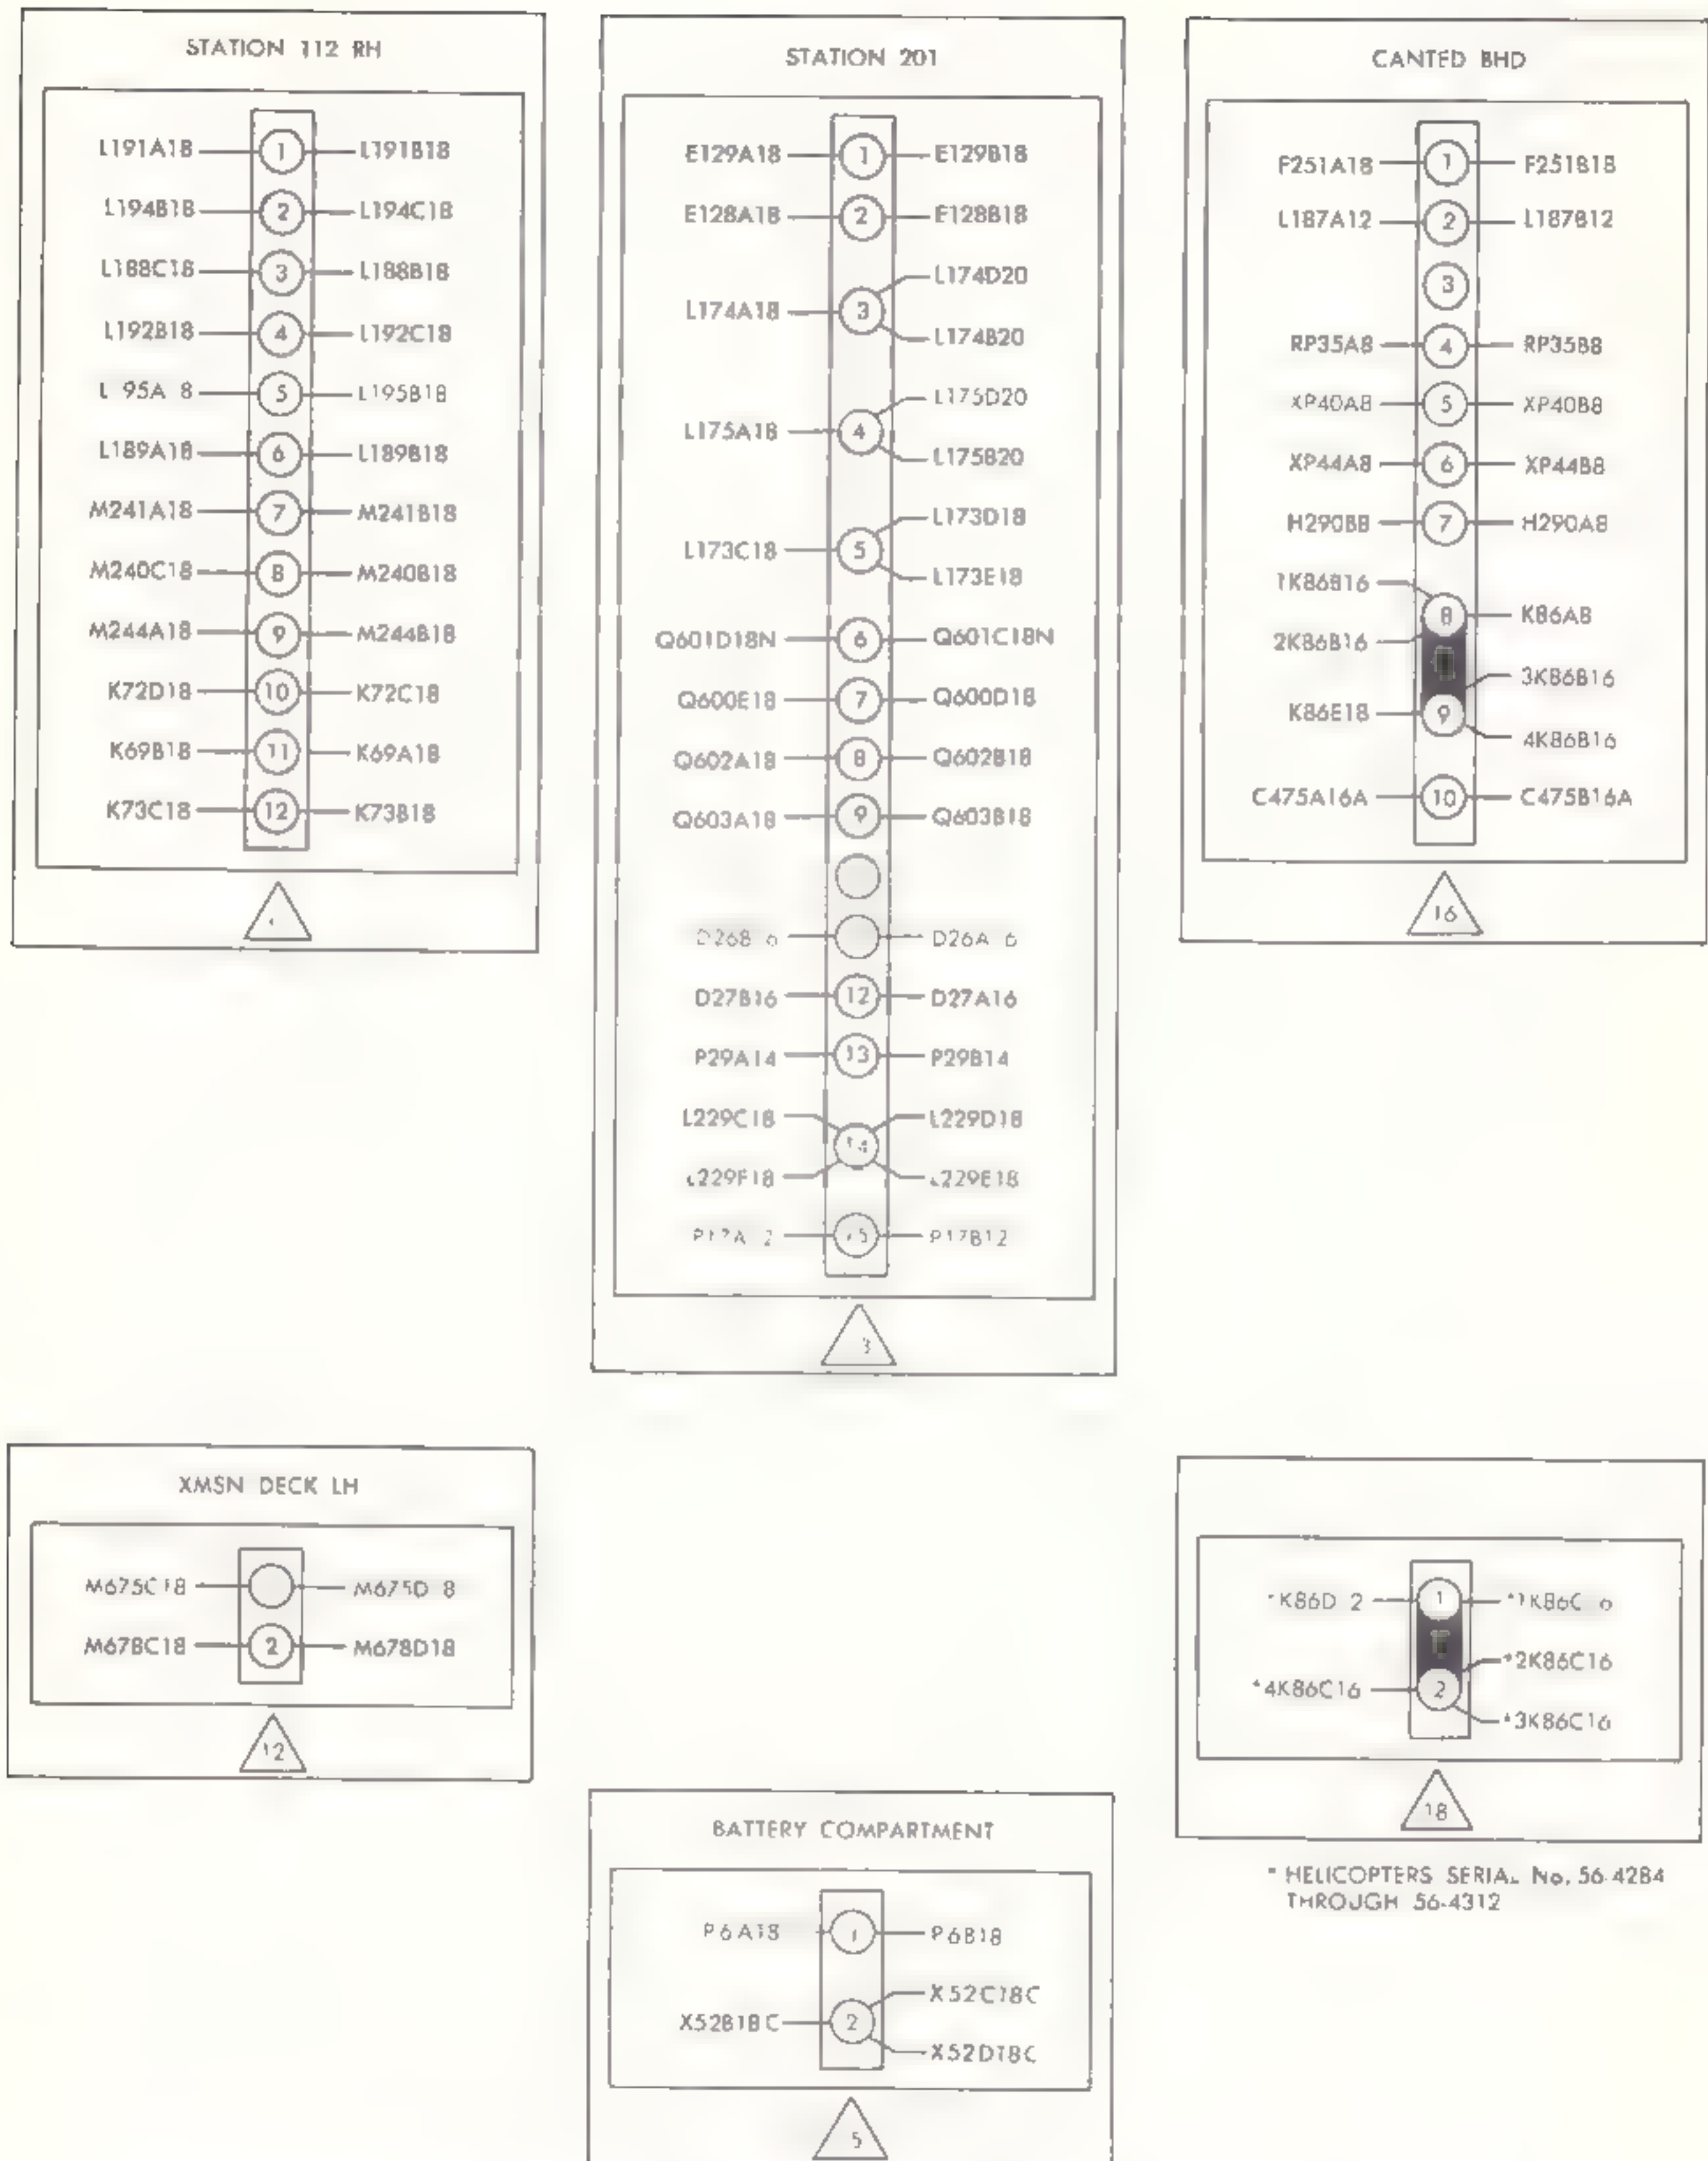 STATION 112 RH
L191A18 1 L191B18
L194B18 2 L194C18
L188C18 3 L188B18
L192B18 4 L192C18
5 L195B18
L189A18 6 L189B18
M241A18 7 M241B18
M240C18 8 M240B18
M244A18 9 M244B18
K72D18 10 K72C18
K69B18 11 K69A18
K73C18 12 K73B18
STATION 201
E129A18 1 E129B18
E128A18 2 E128B18
L174D20
L174A18 3
L174B20
L175D20
L175A18 4
L175B20
L173D18
L173C18 5
L173E18
Q601D18N 6 Q601C18N
Q600E18 7 Q600D18
Q602A18 8 Q602B18
Q603A18 9 Q603B18
D27B16 12 D27A16
P29A14 13 P29B14
L229C18 L229D18
14
L229F18 L229E18
P17B12
CANTED BHD
F251A18 1 F251B18
L187A12 2 L187B12
3
RP35A8 4 RP35B8
XP40A8 5 XP40B8
XP44A8 6 XP44B8
H290B8 7 H290A8
1K86B16
8 K86A8
2K86B16
3K86B16
K86E18 9
4K86B16
C475A16A 10 C475B16A
16
XMSN DECK LH
M675C18
M678C18 2 M678D18
12
1
*2K86C16
*4K86C16 2
*3K86C16
18
* HELICOPTERS SERIAL No. 56-4284
THROUGH 56-4312
BATTERY COMPARTMENT
P6A18 1 P6B18
X52C18C
X52B18C 2
X52D18C